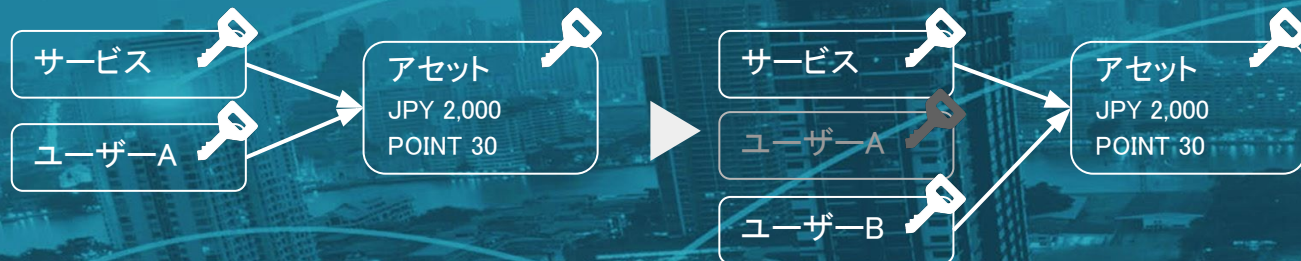 サービス
ユーザーA
アセット
JPY 2,000
POINT 30
サービス
ユーザーA
ユーザーB
アセット
JPY 2,000
POINT 30